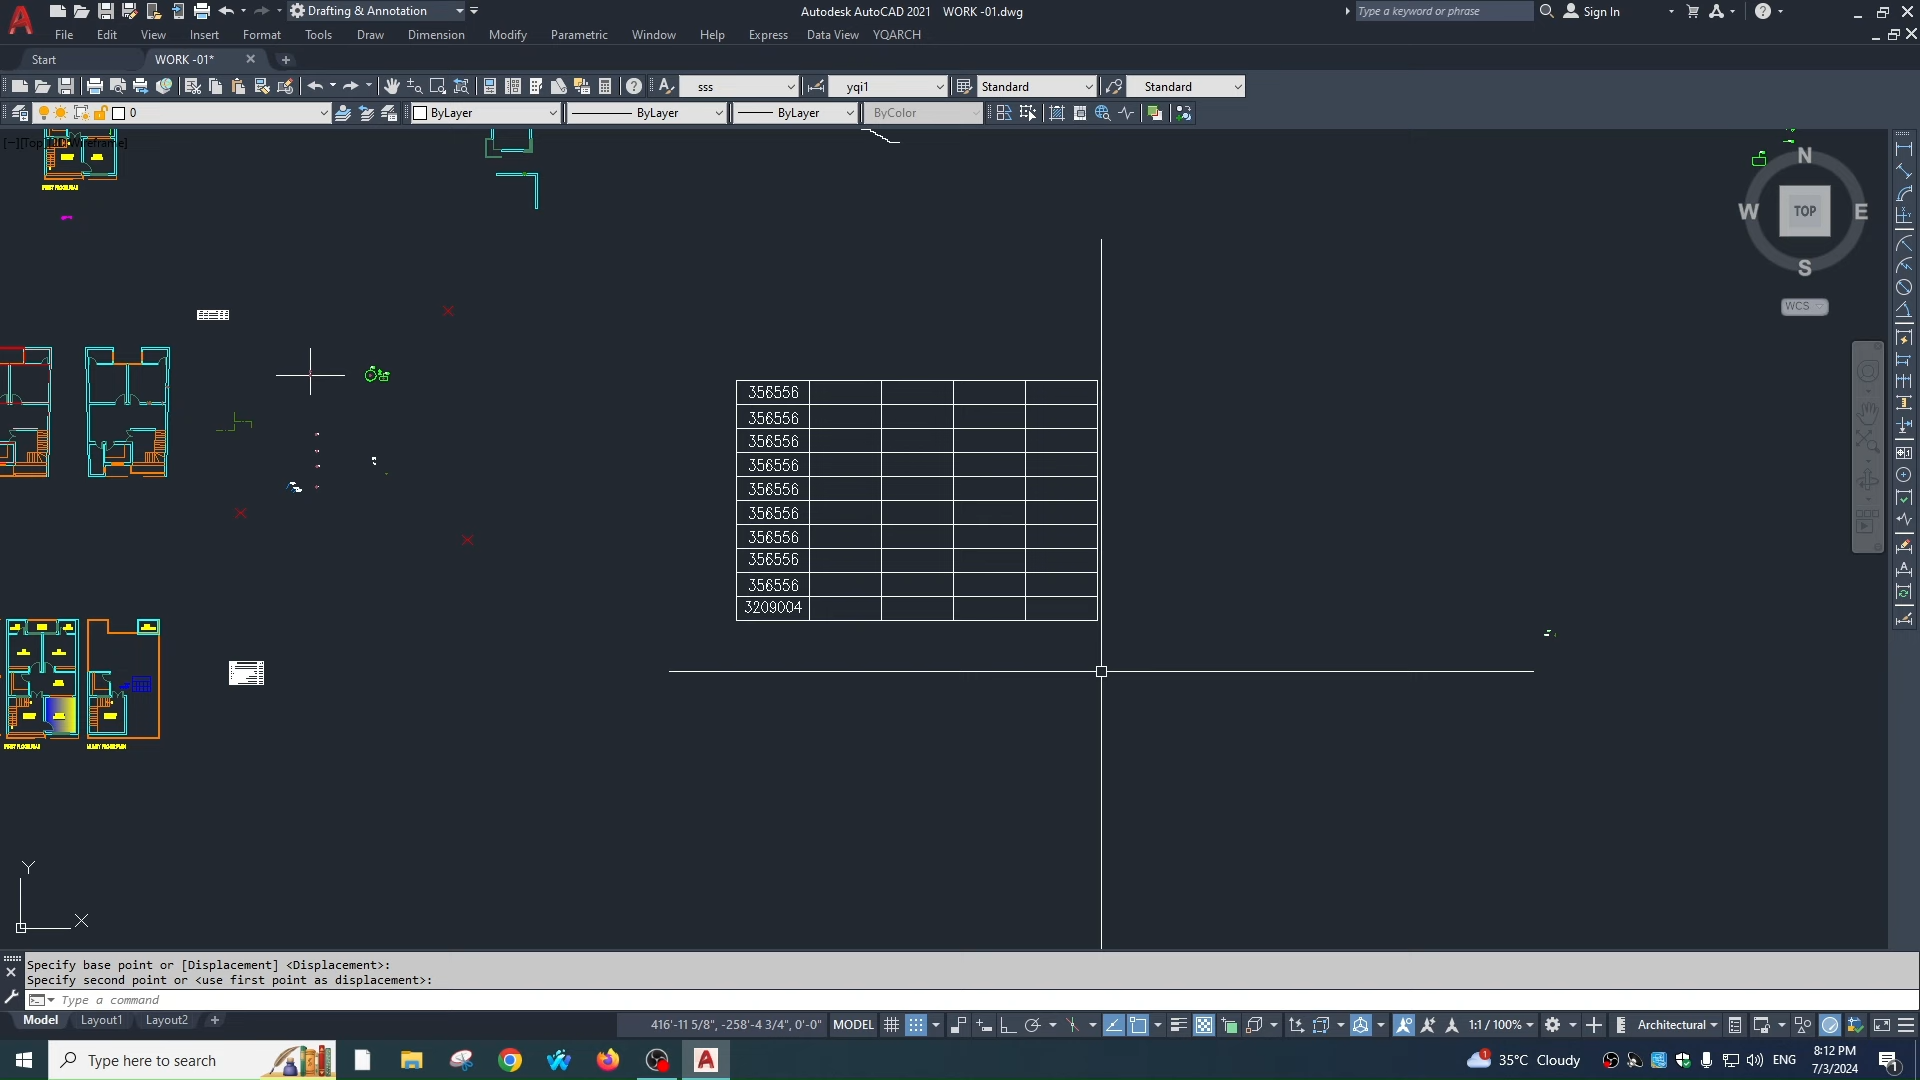 Drafting & Annotation
Autodesk AutoCAD 2021 WORK -01.dwg
Type a keyword or phrase
Sign In
File Edit View Insert Format Tools Draw Dimension Modify Parametric Window Help Express Data View YQARCH
Start
WORK -01*
sss
yqi1
Standard
Standard
0
ByLayer
ByLayer
ByLayer
ByColor
N
W
TOP
E
S
WCS
356556
356556
356556
356556
356556
356556
356556
356556
356556
3209004
Y
X
Specify base point or [Displacement] <Displacement>:
Specify second point or <use first point as displacement>:
Type a command
Model Layout1 Layout2
416'-11 5/8", -258'-4 3/4", 0'-0"
MODEL
1:1 / 100%
Architectural
Type here to search
35°C Cloudy
ENG
8:12 PM
7/3/2024